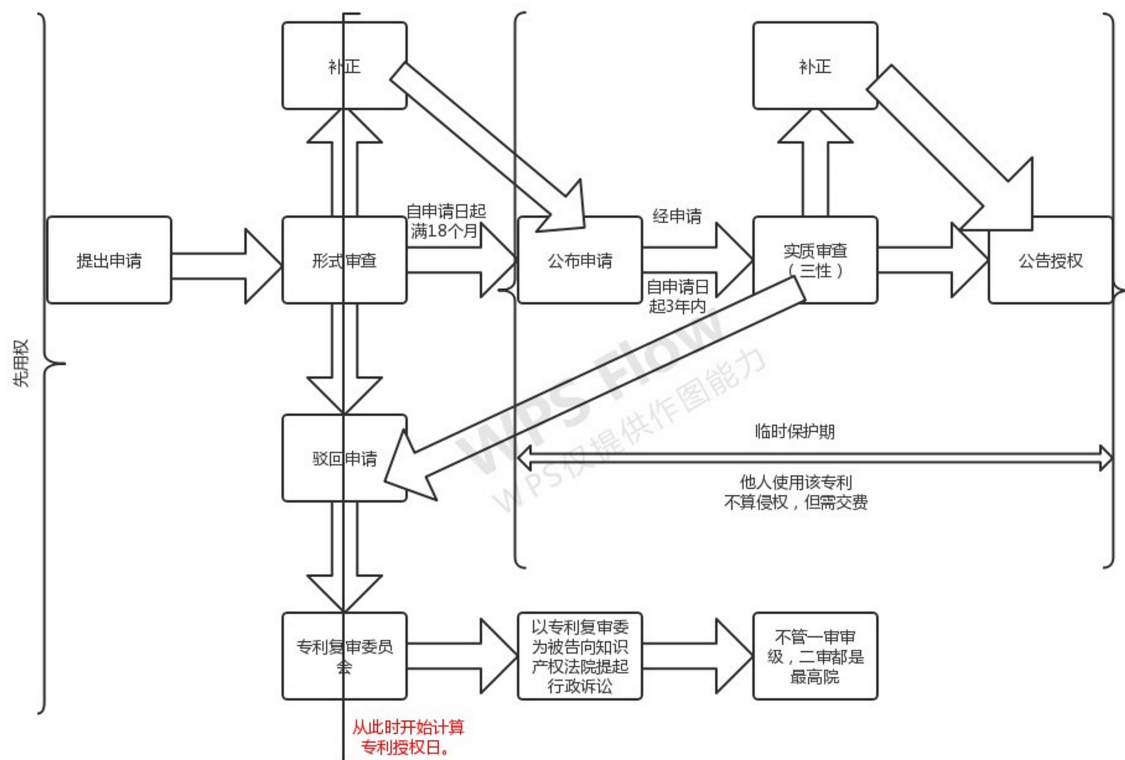 补正
补正
自申请日起
满18个月
经申请
提出申请
形式审查
公布申请
实质审查
（三性）
公告授权
自申请日
起3年内
先用权
WPS Flow
WPS仅提供作图能力
驳回申请
临时保护期
他人使用该专利
不算侵权，但需交费
专利复审委员
会
以专利复审委
为被告向知识
产权法院提起
行政诉讼
不管一审审
级，二审都是
最高院
从此时开始计算
专利授权日。